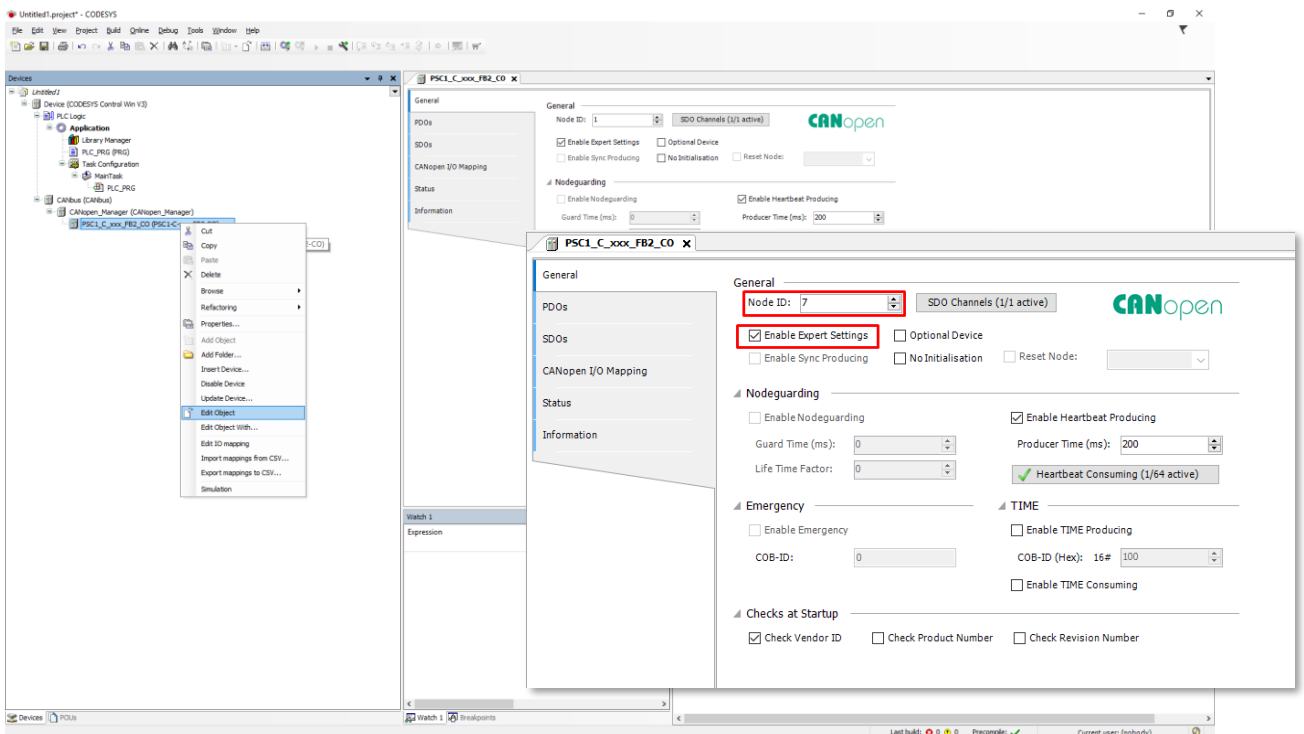 Untitled1.project* - CODESYS
File Edit View Project Build Online Debug Tools Window Help
Devices
Untitled1
Device (CODESYS Control Win V3)
PLC Logic
Application
Library Manager
PLC_PRG (PRG)
Task Configuration
MainTask
PLC_PRG
CANbus (CANbus)
CANopen_Manager (CANopen_Manager)
PSC1_C_xxx_FB2_CO (PSC1-C-
-CO)
Cut
Copy
Paste
Delete
Browse
Refactoring
Properties...
Add Object
Add Folder...
Insert Device...
Disable Device
Update Device...
Edit Object
Edit Object With...
Edit IO mapping
Import mappings from CSV...
Export mappings to CSV...
Simulation
Devices POUs
PSC1_C_xxx_FB2_CO X
General
PDOs
SDOs
CANopen I/O Mapping
Status
Information
General
Node ID: 1 SDO Channels (1/1 active) CANopen
Enable Expert Settings Optional Device
Enable Sync Producing No Initialisation Reset Node:
Nodeguarding
Enable Nodeguarding Enable Heartbeat Producing
Guard Time (ms): 0 Producer Time (ms): 200
Watch 1
Expression
Watch 1 Breakpoints
PSC1_C_xxx_FB2_CO X
General
PDOs
SDOs
CANopen I/O Mapping
Status
Information
General
Node ID: 7 SDO Channels (1/1 active) CANopen
Enable Expert Settings Optional Device
Enable Sync Producing No Initialisation Reset Node:
Nodeguarding
Enable Nodeguarding Enable Heartbeat Producing
Guard Time (ms): 0 Producer Time (ms): 200
Life Time Factor: 0 Heartbeat Consuming (1/64 active)
Emergency TIME
Enable Emergency Enable TIME Producing
COB-ID: 0 COB-ID (Hex): 16# 100
Enable TIME Consuming
Checks at Startup
Check Vendor ID Check Product Number Check Revision Number
Last build: 0 0 Precompile: Current user: (nobody)